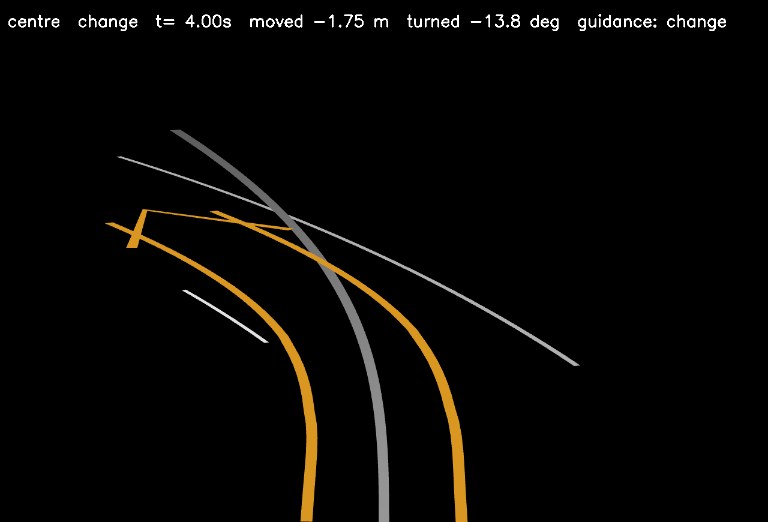 centre change t= 4.00s moved −1.75 m turned −13.8 deg guidance: change